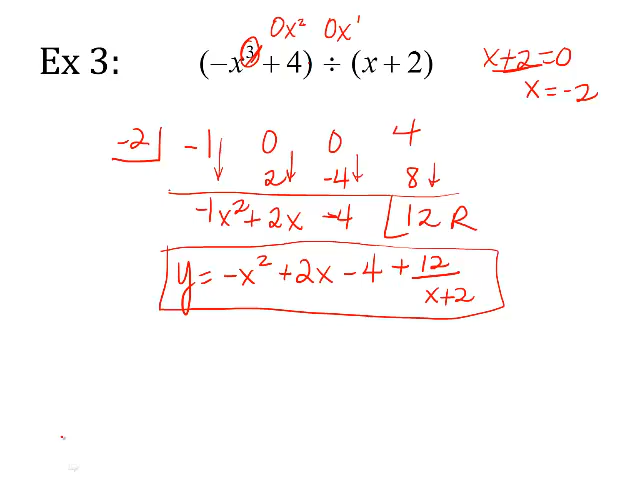 0x² 0x¹
Ex 3: (−x³ + 4) ÷ (x + 2) x+2=0
x=-2
-2 -1 0 0 4
2 -4 8
-1x²+2x -4 12 R
y=-x²+2x-4+12/x+2